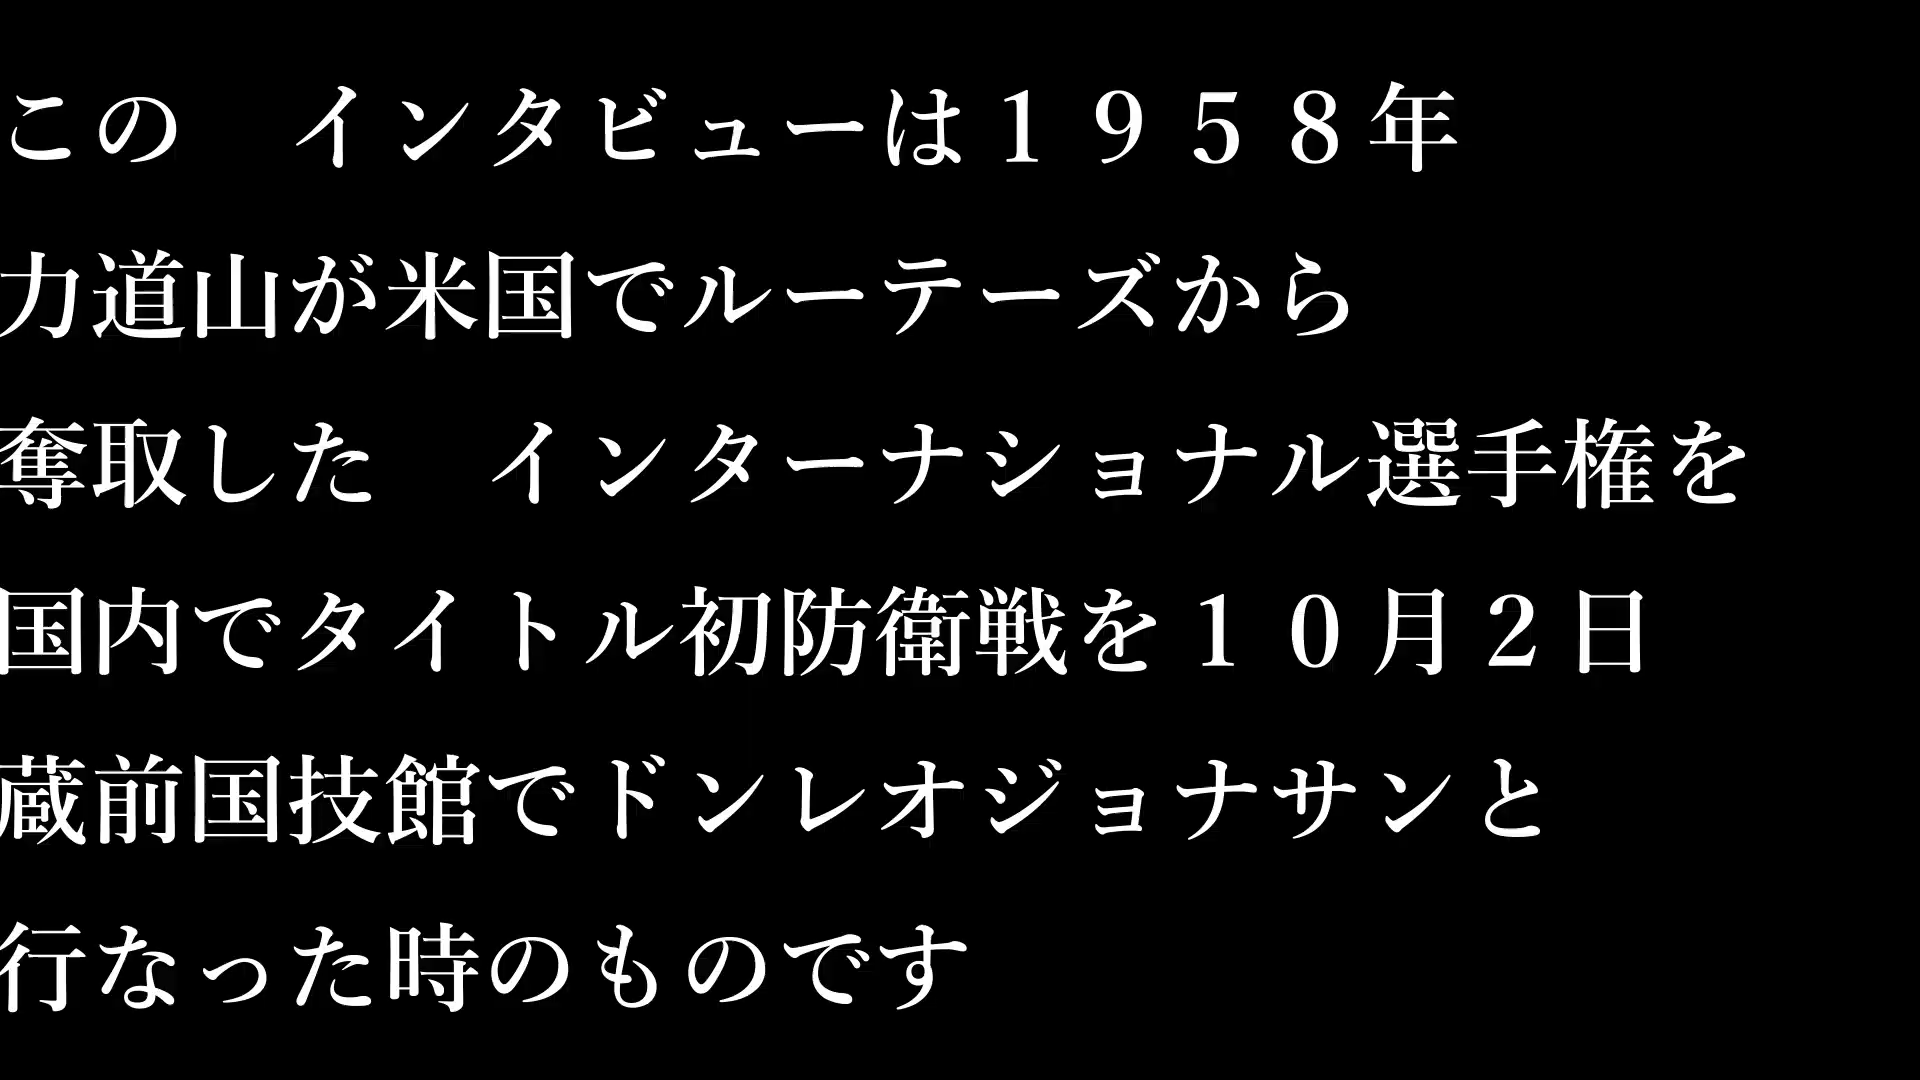 この　インタビューは１９５８年
力道山が米国でルーテーズから
奪取した　インターナショナル選手権を
国内でタイトル初防衛戦を１０月２日
蔵前国技館でドンレオジョナサンと
行なった時のものです